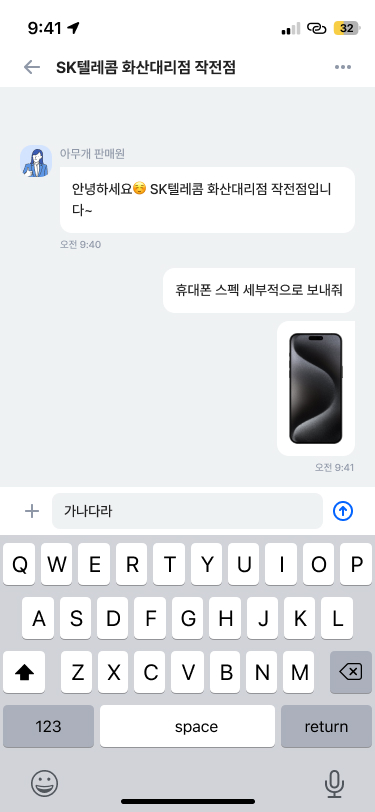 9:41
32
SK텔레콤 화산대리점 작전점
아무개 판매원
안녕하세요☺️ SK텔레콤 화산대리점 작전점입니
다~
오전 9:40
휴대폰 스펙 세부적으로 보내줘
오전 9:41
가나다라
Q W E R T Y U I O P
A S D F G H J K L
Z X C V B N M
123 space return